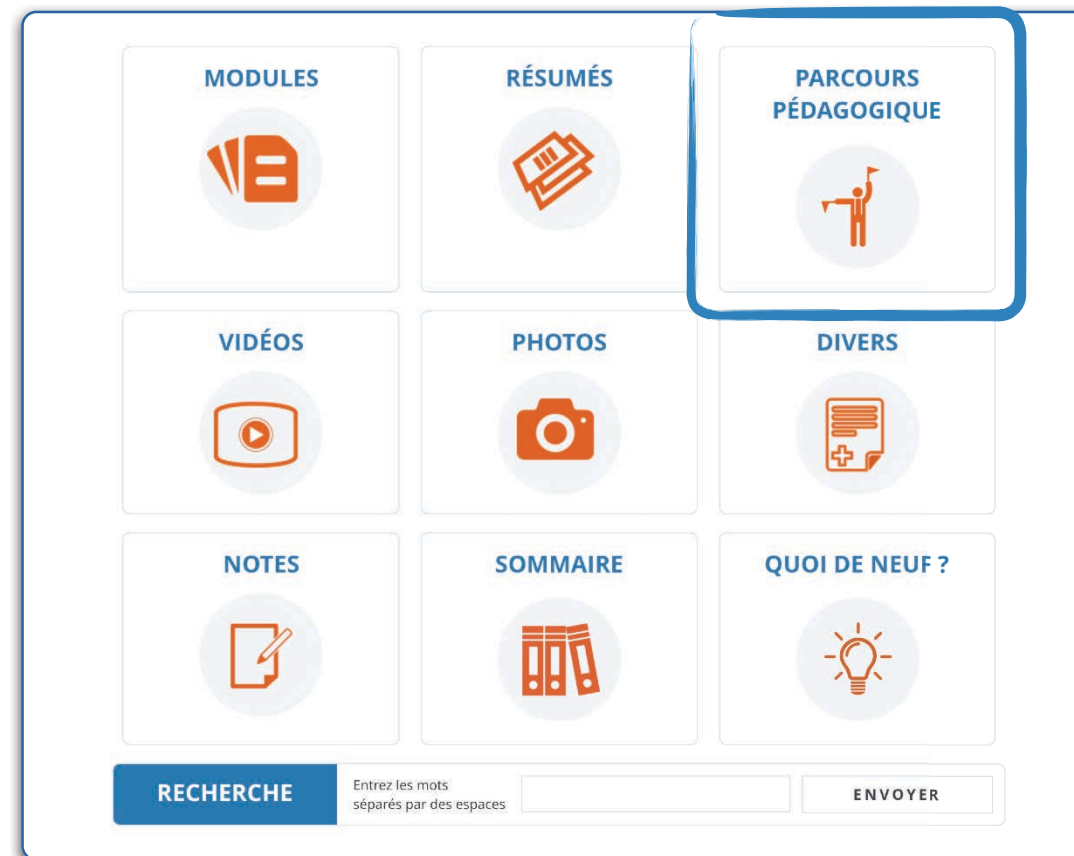 MODULES
RÉSUMÉS
PARCOURS
PÉDAGOGIQUE
VIDÉOS
PHOTOS
DIVERS
NOTES
SOMMAIRE
QUOI DE NEUF ?
RECHERCHE
Entrez les mots
séparés par des espaces
ENVOYER